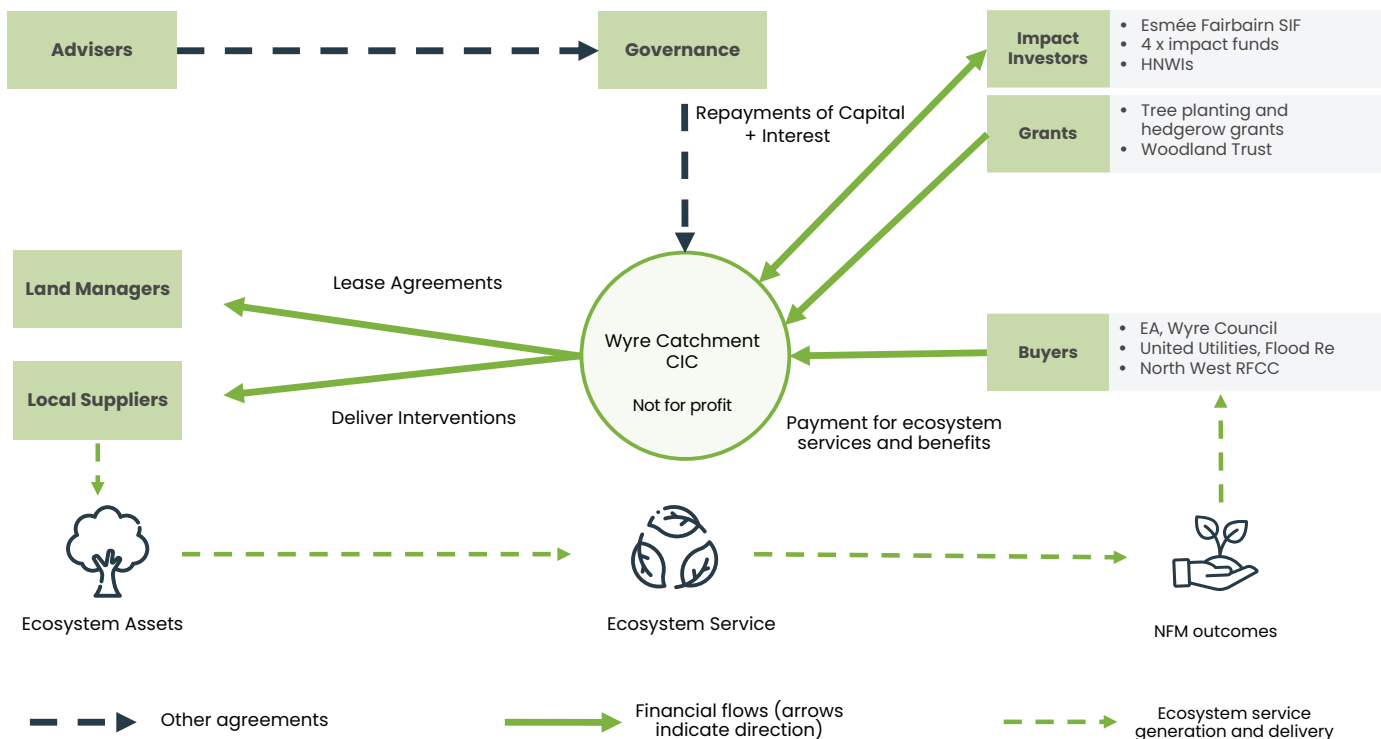 Advisers
Governance
Impact
Investors
• Esmée Fairbairn SIF
• 4 x impact funds
• HNWIs
Repayments of Capital
+ Interest
Grants
• Tree planting and
hedgerow grants
• Woodland Trust
Land Managers
Lease Agreements
Wyre Catchment
CIC
Not for profit
Buyers
• EA, Wyre Council
• United Utilities, Flood Re
• North West RFCC
Local Suppliers
Deliver Interventions
Payment for ecosystem
services and benefits
Ecosystem Assets
Ecosystem Service
NFM outcomes
Other agreements
Financial flows (arrows
indicate direction)
Ecosystem service
generation and delivery